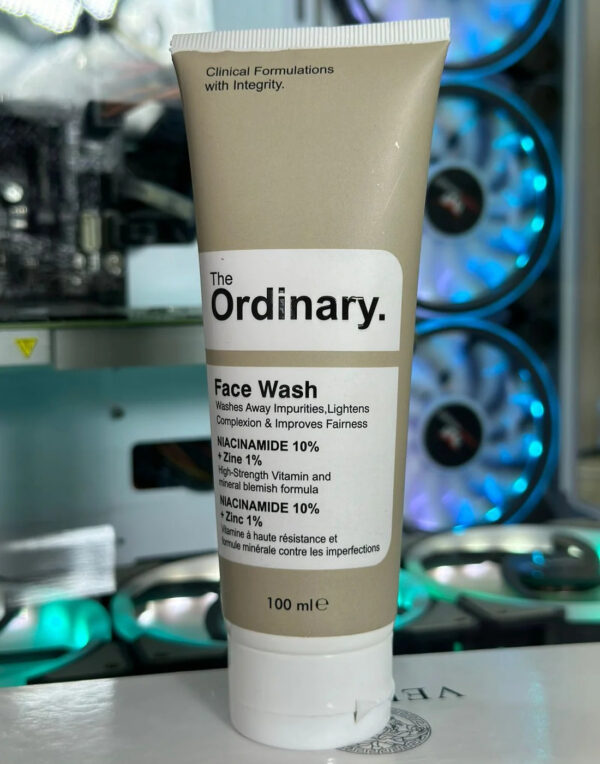 Clinical Formulations
with Integrity.
The
Ordinary.
Face Wash
Washes Away Impurities,Lightens
Complexion & Improves Fairness
NIACINAMIDE 10%
+ Zine 1%
High-Strength Vitamin and
mineral blemish formula
NIACINAMIDE 10%
+ Zinc 1%
Vitamine à haute résistance et
formule minérale contre les imperfections
100 ml℮
VE